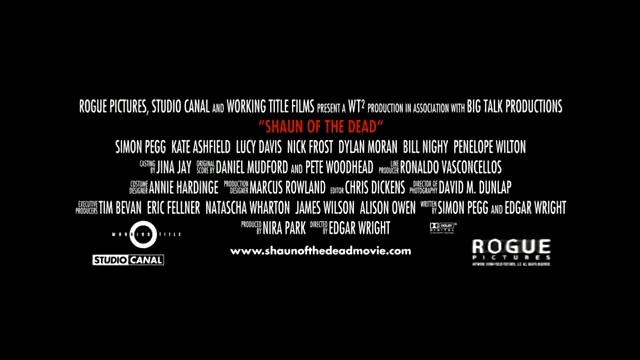 ROGUE PICTURES, STUDIO CANAL AND WORKING TITLE FILMS PRESENT A WT² PRODUCTION IN ASSOCIATION WITH BIG TALK PRODUCTIONS
"SHAUN OF THE DEAD"
SIMON PEGG KATE ASHFIELD LUCY DAVIS NICK FROST DYLAN MORAN BILL NIGHY PENELOPE WILTON
CASTING BY JINA JAY ORIGINAL SCORE BY DANIEL MUDFORD AND PETE WOODHEAD LINE PRODUCER RONALDO VASCONCELLOS
COSTUME DESIGNER ANNIE HARDINGE PRODUCTION DESIGNER MARCUS ROWLAND EDITOR CHRIS DICKENS DIRECTOR OF PHOTOGRAPHY DAVID M. DUNLAP
EXECUTIVE PRODUCERS TIM BEVAN ERIC FELLNER NATASCHA WHARTON JAMES WILSON ALISON OWEN WRITTEN BY SIMON PEGG AND EDGAR WRIGHT
PRODUCED BY NIRA PARK DIRECTED BY EDGAR WRIGHT
WORKING TITLE
DOLBY DIGITAL
STUDIO CANAL
www.shaunofthedeadmovie.com
ROGUE
PICTURES